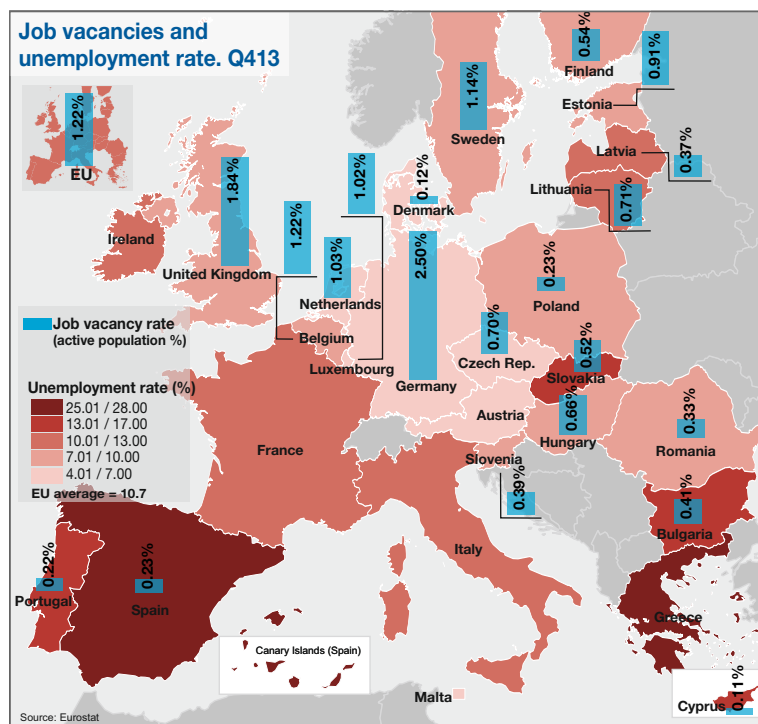 Job vacancies and
unemployment rate. Q413
1.22%
EU
0.54%
Finland
0.91%
Estonia
1.14%
Sweden
Latvia
0.37%
Lithuania
0.71%
1.84%
United Kingdom
Ireland
1.22%
1.02%
0.12%
Denmark
1.03%
Netherlands
2.50%
Germany
0.23%
Poland
Belgium
Luxembourg
0.70%
Czech Rep.
0.52%
Slovakia
Job vacancy rate
(active population %)
Unemployment rate (%)
25.01 / 28.00
13.01 / 17.00
10.01 / 13.00
7.01 / 10.00
4.01 / 7.00
EU average = 10.7
Austria
0.66%
Hungary
0.33%
Romania
France
Slovenia
0.39%
0.41%
Bulgaria
Italy
0.22%
Portugal
0.23%
Spain
Greece
Canary Islands (Spain)
Malta
0.11%
Cyprus
Source: Eurostat